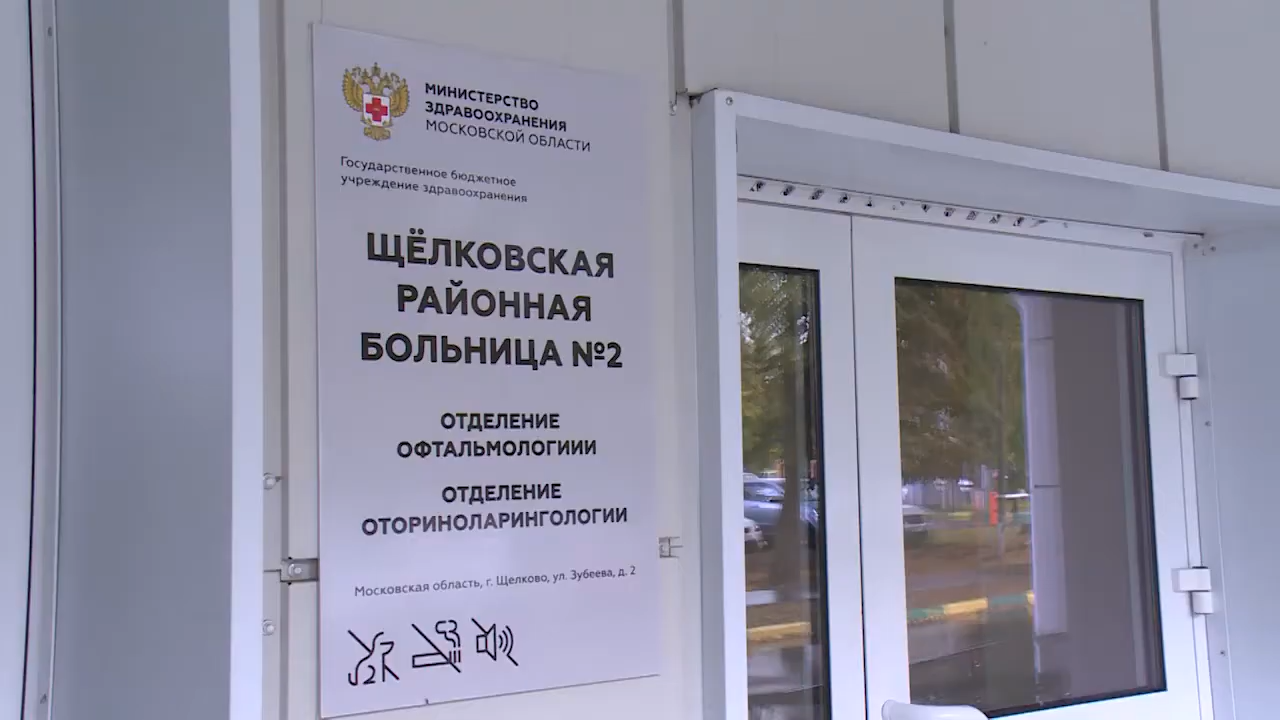 МИНИСТЕРСТВО
ЗДРАВООХРАНЕНИЯ
МОСКОВСКОЙ ОБЛАСТИ
Государственное бюджетное
учреждение здравоохранения
ЩЁЛКОВСКАЯ
РАЙОННАЯ
БОЛЬНИЦА №2
ОТДЕЛЕНИЕ
ОФТАЛЬМОЛОГИИИ
ОТДЕЛЕНИЕ
ОТОРИНОЛАРИНГОЛОГИИ
Московская область, г. Щелково, ул. Зубеева, д. 2